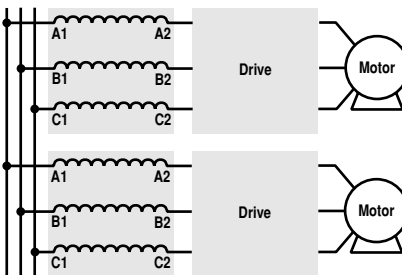 A1 A2
B1 B2
Drive
Motor
C1 C2
A1 A2
B1 B2
Drive
Motor
C1 C2